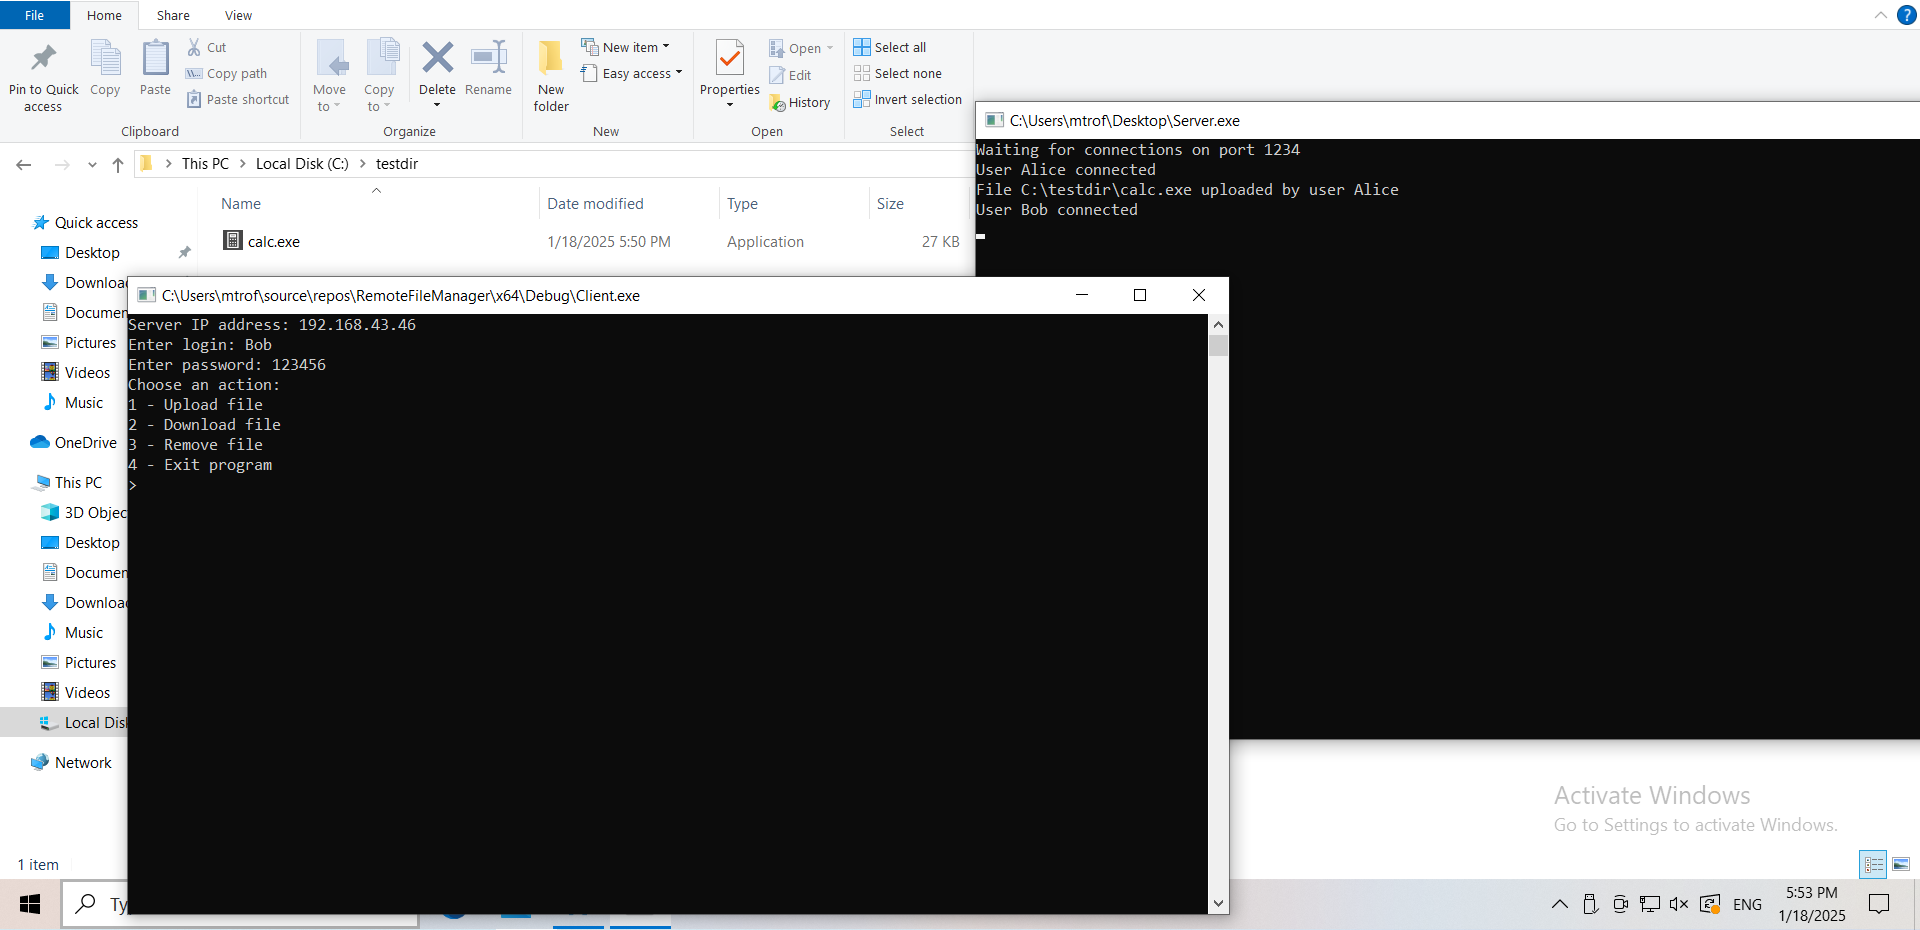 File Home Share View
Pin to Quick access
Copy
Paste
Cut
Copy path
Paste shortcut
Clipboard
Move to
Copy to
Delete
Rename
Organize
New folder
New item
Easy access
New
Properties
Open
Edit
History
Open
Select all
Select none
Invert selection
Select
This PC Local Disk (C:) testdir
Name Date modified Type Size
calc.exe 1/18/2025 5:50 PM Application 27 KB
Quick access
Desktop
Downloa
Documen
Pictures
Videos
Music
OneDrive
This PC
3D Objec
Desktop
Documen
Downloa
Music
Pictures
Videos
Local Disk
Network
1 item
C:\Users\mtrof\Desktop\Server.exe
Waiting for connections on port 1234
User Alice connected
File C:\testdir\calc.exe uploaded by user Alice
User Bob connected
C:\Users\mtrof\source\repos\RemoteFileManager\x64\Debug\Client.exe
Server IP address: 192.168.43.46
Enter login: Bob
Enter password: 123456
Choose an action:
1 - Upload file
2 - Download file
3 - Remove file
4 - Exit program
>
Activate Windows
Go to Settings to activate Windows.
Ty
ENG
5:53 PM
1/18/2025